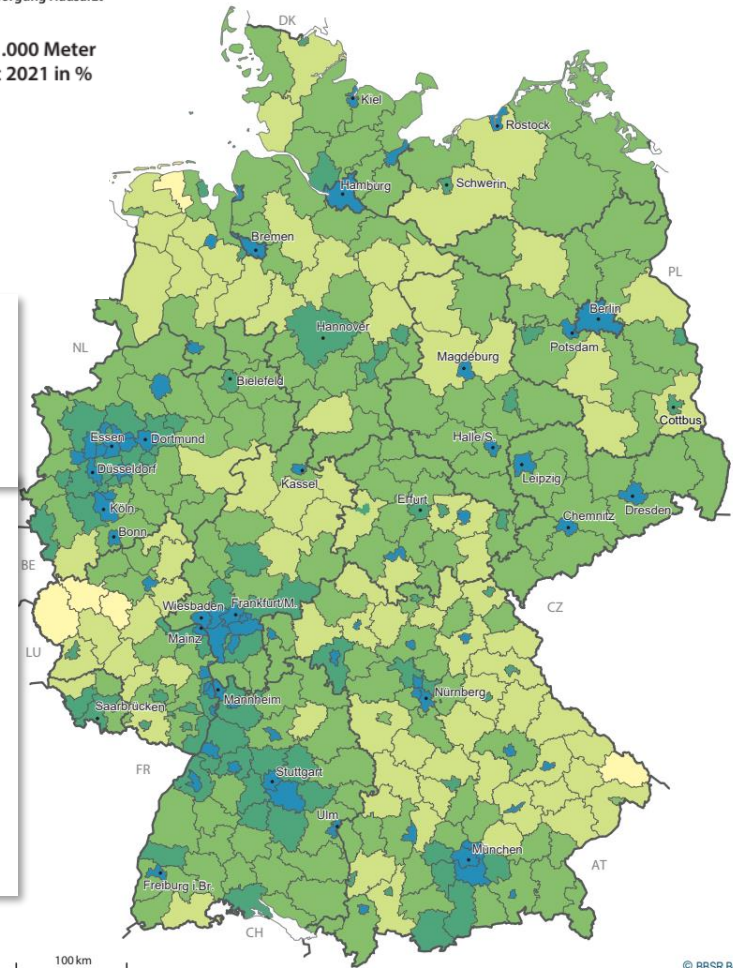 .000 Meter
2021 in %
DK
Kiel
Rostock
Hamburg
Schwerin
Bremen
PL
Berlin
Hannover
Potsdam
NL
Magdeburg
Bielefeld
Cottbus
Essen
Dortmund
Halle/S.
Düsseldorf
Leipzig
Kassel
Köln
Erfurt
Dresden
Chemnitz
Bonn
BE
Wiesbaden
Frankfurt/M.
CZ
Mainz
LU
Nürnberg
Mannheim
Saarbrücken
FR
Stuttgart
Ulm
München
AT
Freiburg i.Br.
CH
100 km
© BBSR B